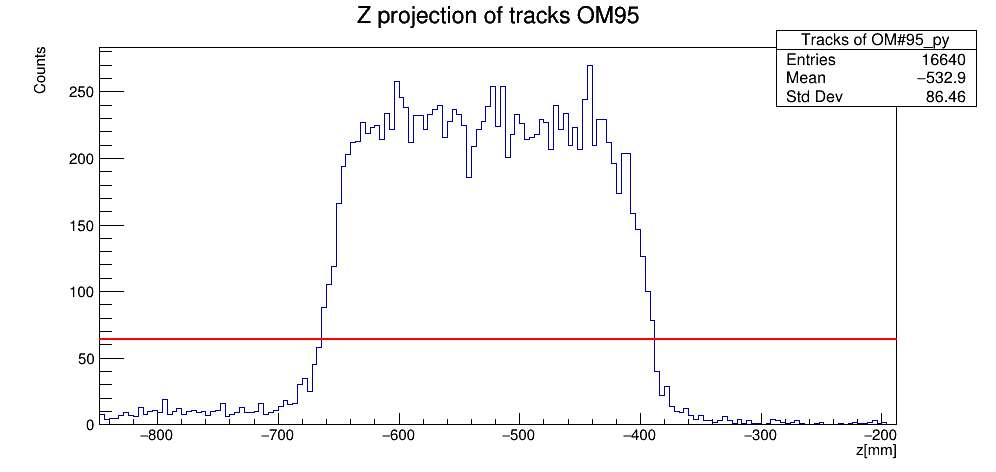 Z projection of tracks OM95
Tracks of OM#95_py
Entries 16640
Mean −532.9
Std Dev 86.46
Counts
250
200
150
100
50
0
−800 −700 −600 −500 −400 −300 −200
z[mm]